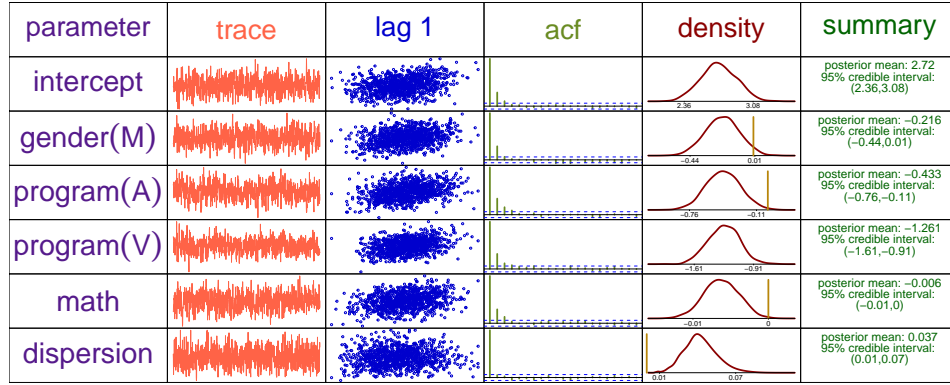 parameter trace lag 1 acf density summary
intercept
2.36 3.08
posterior mean: 2.72
95% credible interval:
(2.36,3.08)
gender(M)
−0.44 0.01
posterior mean: −0.216
95% credible interval:
(−0.44,0.01)
program(A)
−0.76 −0.11
posterior mean: −0.433
95% credible interval:
(−0.76,−0.11)
program(V)
−1.61 −0.91
posterior mean: −1.261
95% credible interval:
(−1.61,−0.91)
math
−0.01 0
posterior mean: −0.006
95% credible interval:
(−0.01,0)
dispersion
0.01 0.07
posterior mean: 0.037
95% credible interval:
(0.01,0.07)